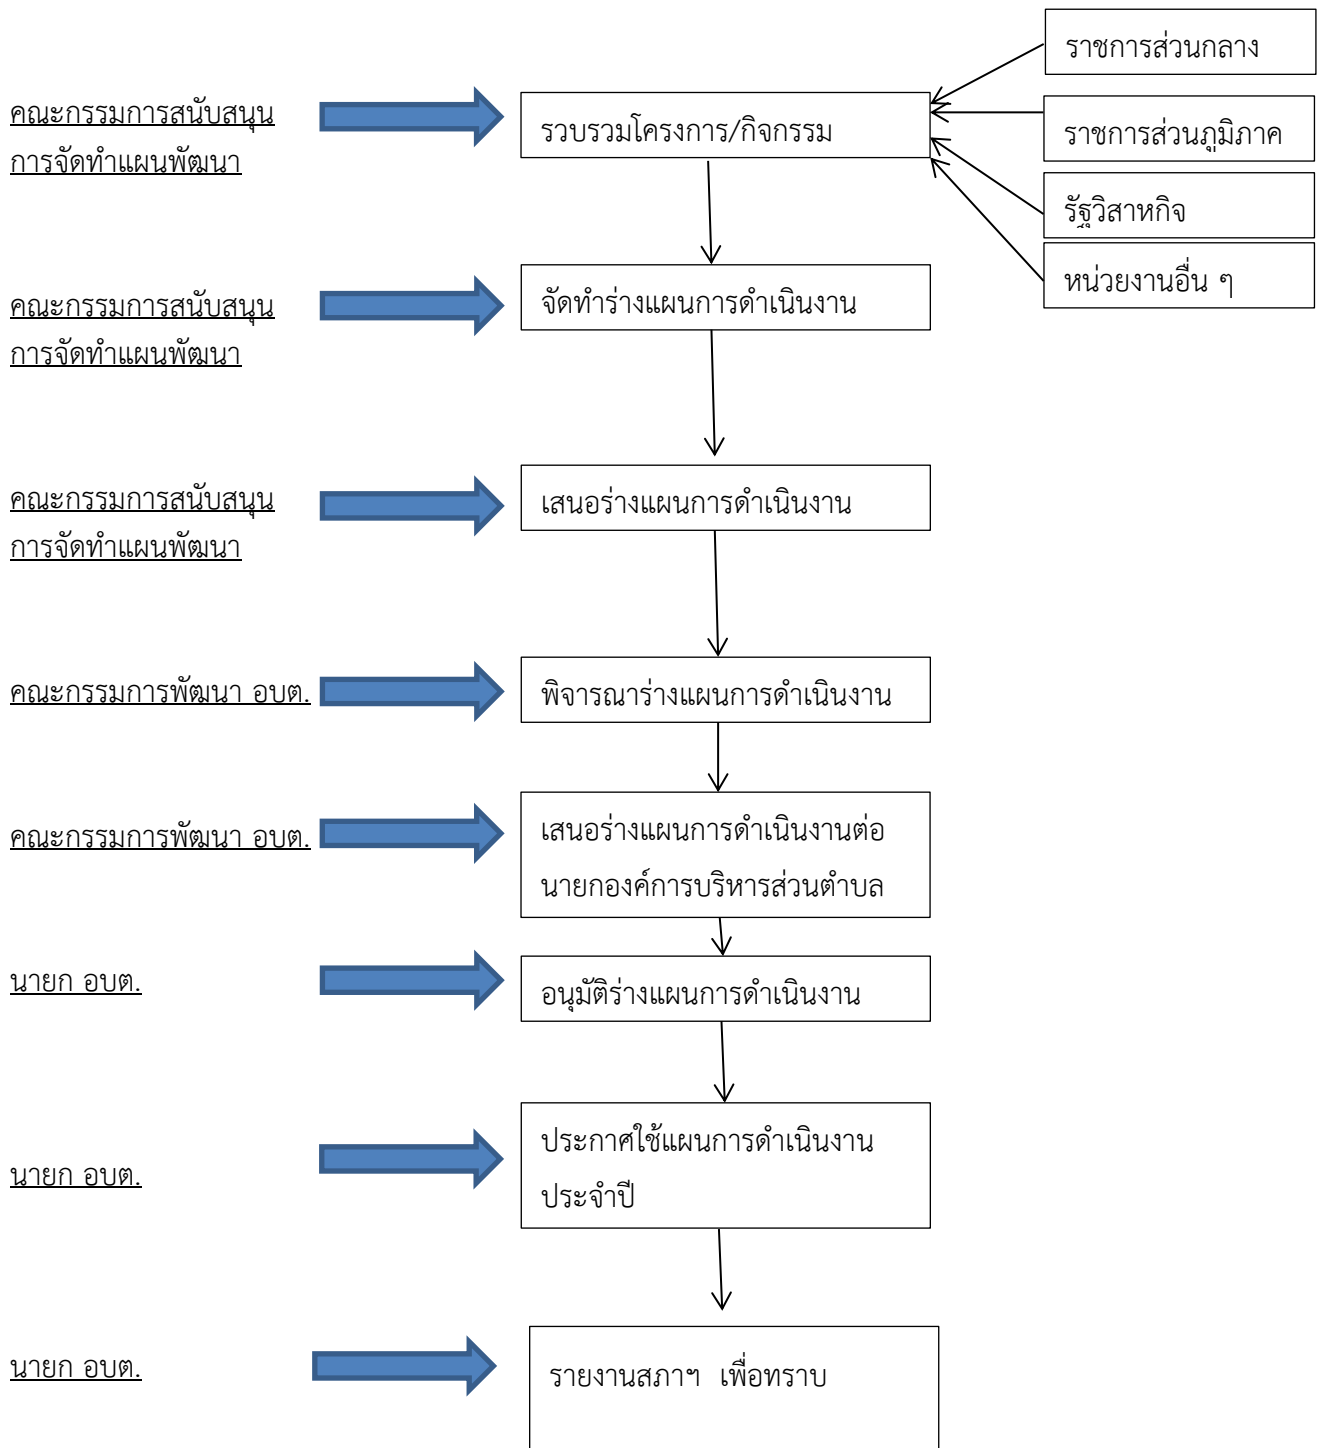 ราชการส่วนกลาง
คณะกรรมการสนับสนุน
การจัดทำแผนพัฒนา
รวบรวมโครงการ/กิจกรรม
ราชการส่วนภูมิภาค
รัฐวิสาหกิจ
หน่วยงานอื่น ๆ
คณะกรรมการสนับสนุน
การจัดทำแผนพัฒนา
จัดทำร่างแผนการดำเนินงาน
คณะกรรมการสนับสนุน
การจัดทำแผนพัฒนา
เสนอร่างแผนการดำเนินงาน
คณะกรรมการพัฒนา อบต.
พิจารณาร่างแผนการดำเนินงาน
คณะกรรมการพัฒนา อบต.
เสนอร่างแผนการดำเนินงานต่อ
นายกองค์การบริหารส่วนตำบล
นายก อบต.
อนุมัติร่างแผนการดำเนินงาน
นายก อบต.
ประกาศใช้แผนการดำเนินงาน
ประจำปี
นายก อบต.
รายงานสภาฯ เพื่อทราบ